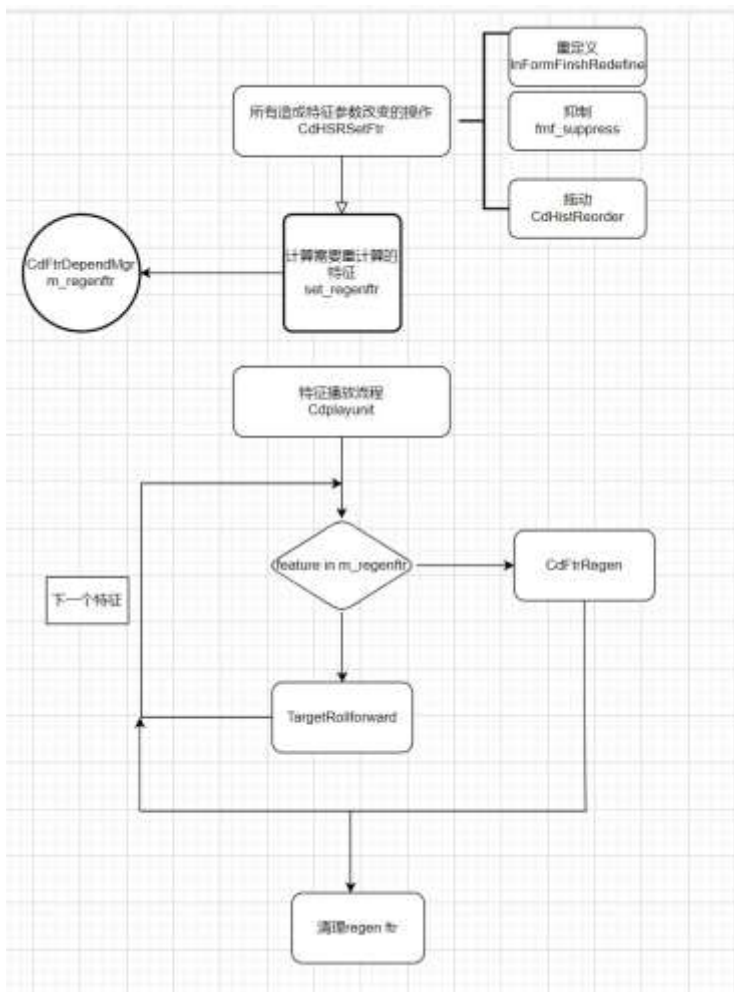 重定义
InFormFinshRedefine
所有造成特征参数改变的操作
CdHSRSetFtr
抑制
fmf_suppress
拖动
CdHistReorder
CdFtrDependMgr
m_regenftr
计算需要重计算的
特征
set_regenftr
特征播放流程
Cdplayunit
feature in m_regenftr
CdFtrRegen
下一个特征
TargetRollforward
清理regen ftr